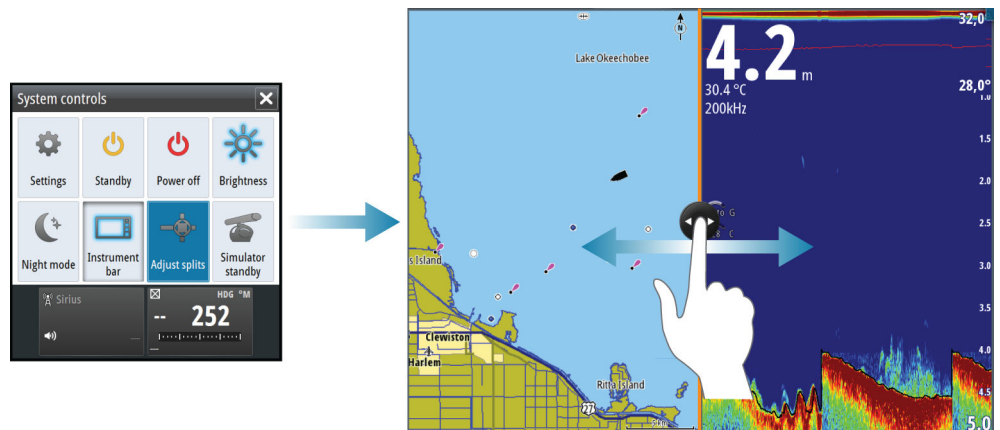 System controls
Settings
Standby
Power off
Brightness
Night mode
Instrument
bar
Adjust splits
Simulator
standby
Sirius
--
HDG °M
-- 252
--
N
Lake Okeechobee
s Island
Clewiston
Harlem
Ritta Island
4.2 m
30.4 °C
200kHz
32,0
28,0°
1.0
1.5
2.0
2.5
3.0
3.5
4.0
4.5
5.0